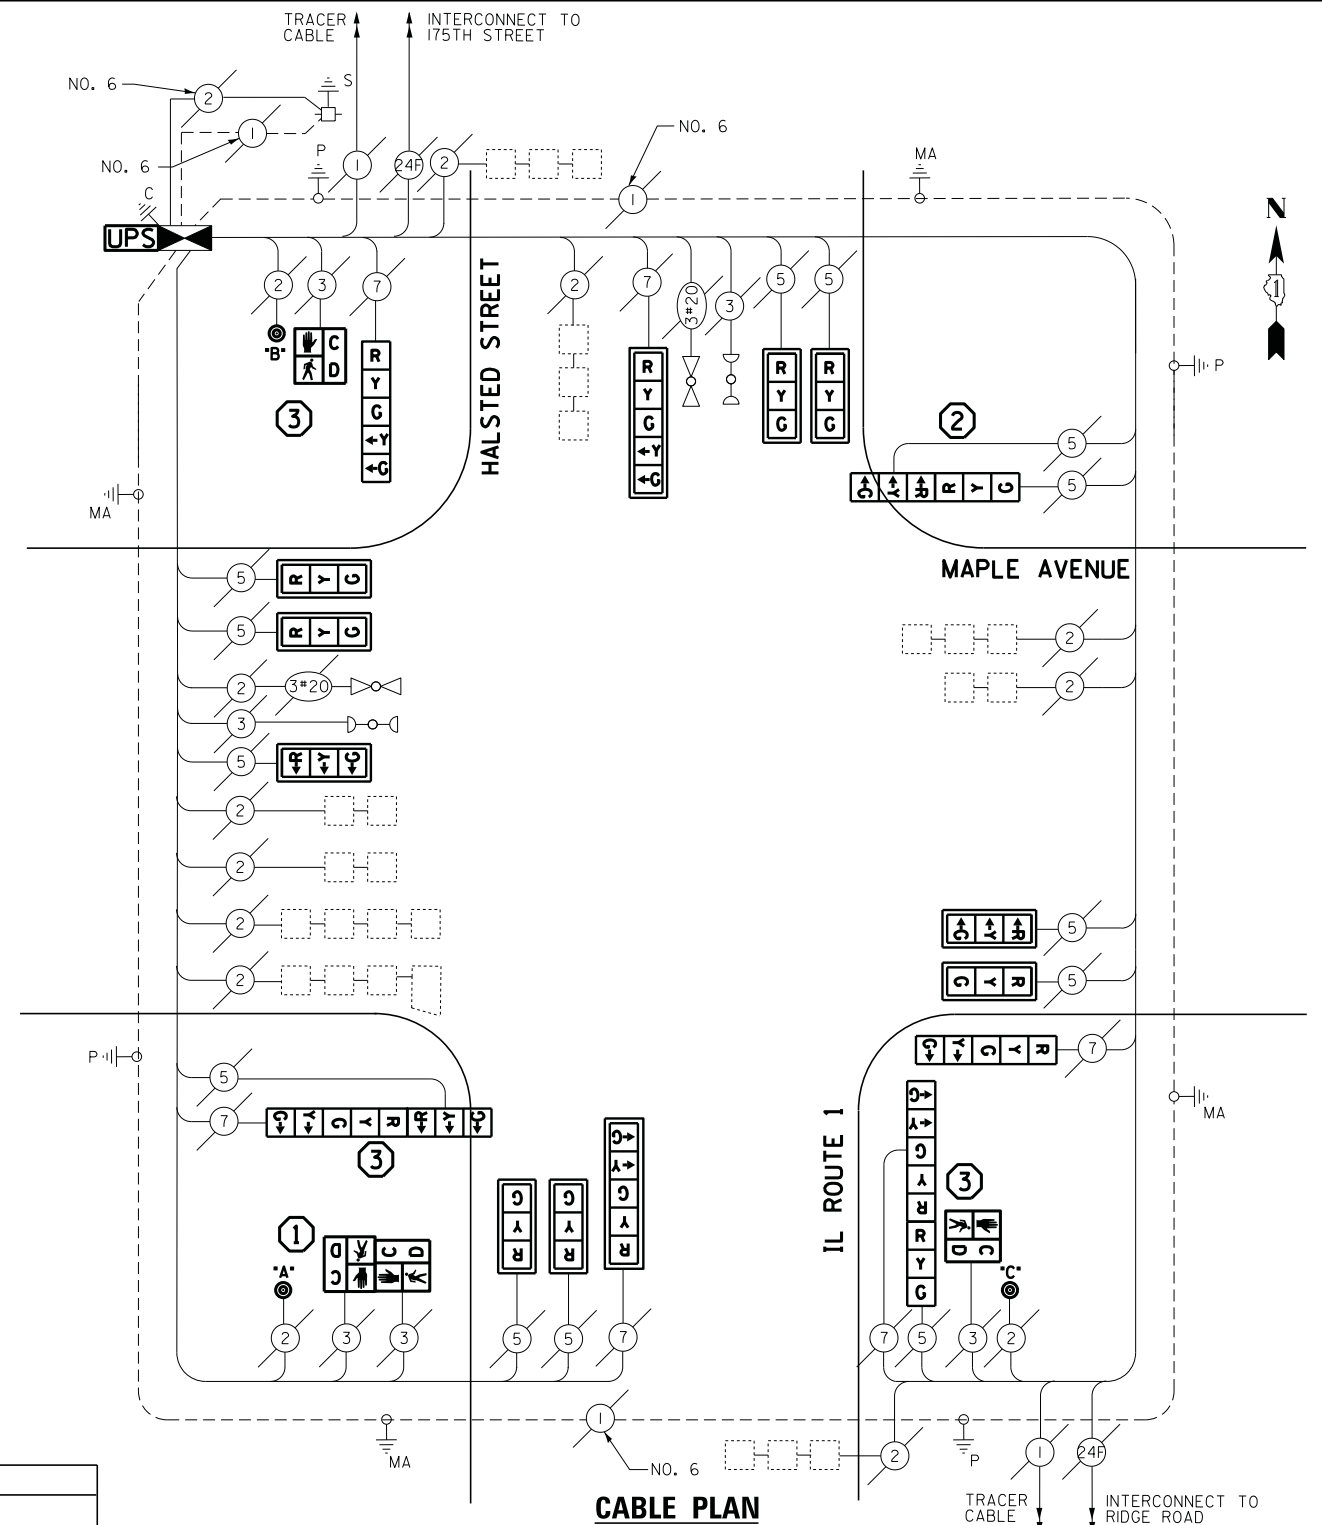 TRACER
CABLE
INTERCONNECT TO
175TH STREET
NO. 6
2
S
1
NO. 6
P
1
24F
2
NO. 6
1
MA
C
UPS
N
1
2
3
7
2
7
3#20
3
5
5
"B"
C
D
3
R
Y
G
←Y
←G
HALSTED STREET
R
Y
G
←Y
←G
R
Y
G
R
Y
G
P
2
5
5
←G
←Y
←R
R
Y
G
MA
MAPLE AVENUE
5
R
Y
G
5
R
Y
G
2
3#20
3
5
←R
←Y
←G
2
2
2
2
2
2
←G
←Y
←R
5
G
Y
R
5
P
5
7
←G
←Y
G
Y
R
←R
←Y
←G
3
←G
←Y
G
Y
R
7
MA
IL ROUTE 1
←G
←Y
G
Y
R
R
Y
G
3
D
C
"C"
1
"A"
D
C
C
D
G
Y
R
G
Y
R
←G
←Y
G
Y
R
2
3
3
5
5
7
7
5
3
2
MA
1
NO. 6
2
P
1
24F
CABLE PLAN
TRACER
CABLE
INTERCONNECT TO
RIDGE ROAD